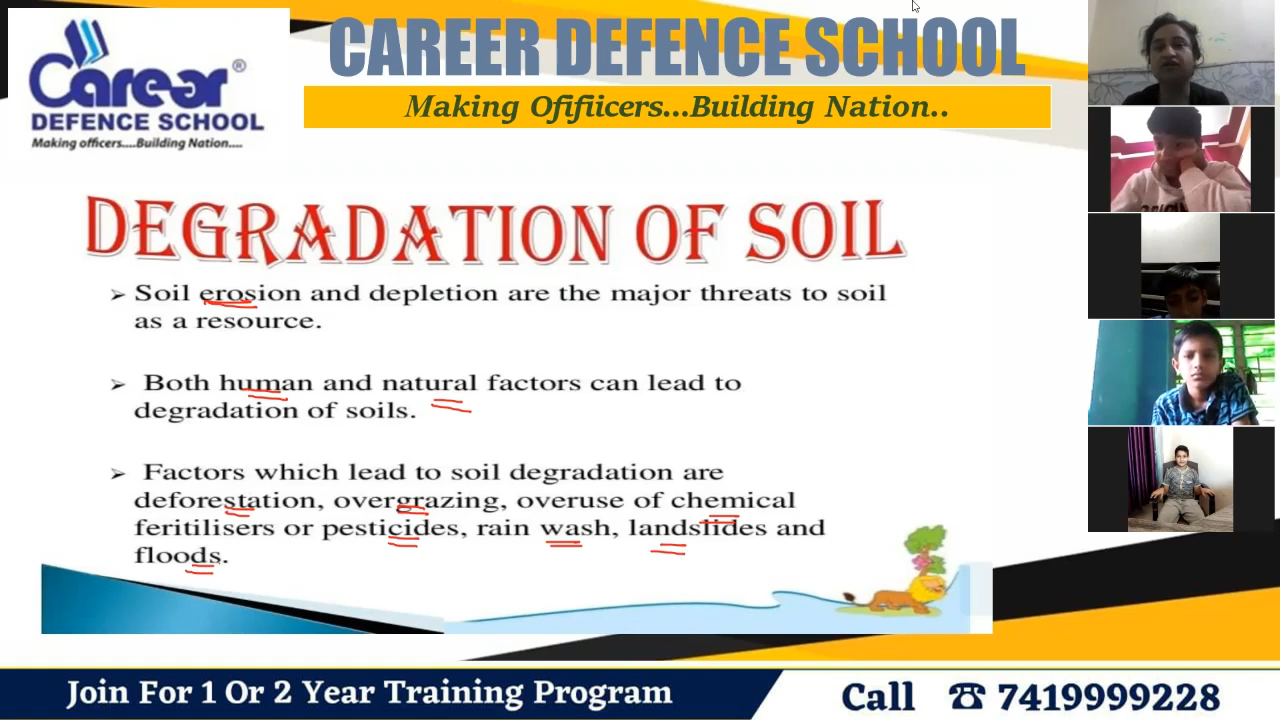 Career®
DEFENCE SCHOOL
Making officers....Building Nation....
CAREER DEFENCE SCHOOL
Making Ofifiicers...Building Nation..
DEGRADATION OF SOIL
➢ Soil erosion and depletion are the major threats to soil
as a resource.
➢ Both human and natural factors can lead to
degradation of soils.
➢ Factors which lead to soil degradation are
deforestation, overgrazing, overuse of chemical
feritilisers or pesticides, rain wash, landslides and
floods.
Join For 1 Or 2 Year Training Program
Call ☎ 7419999228